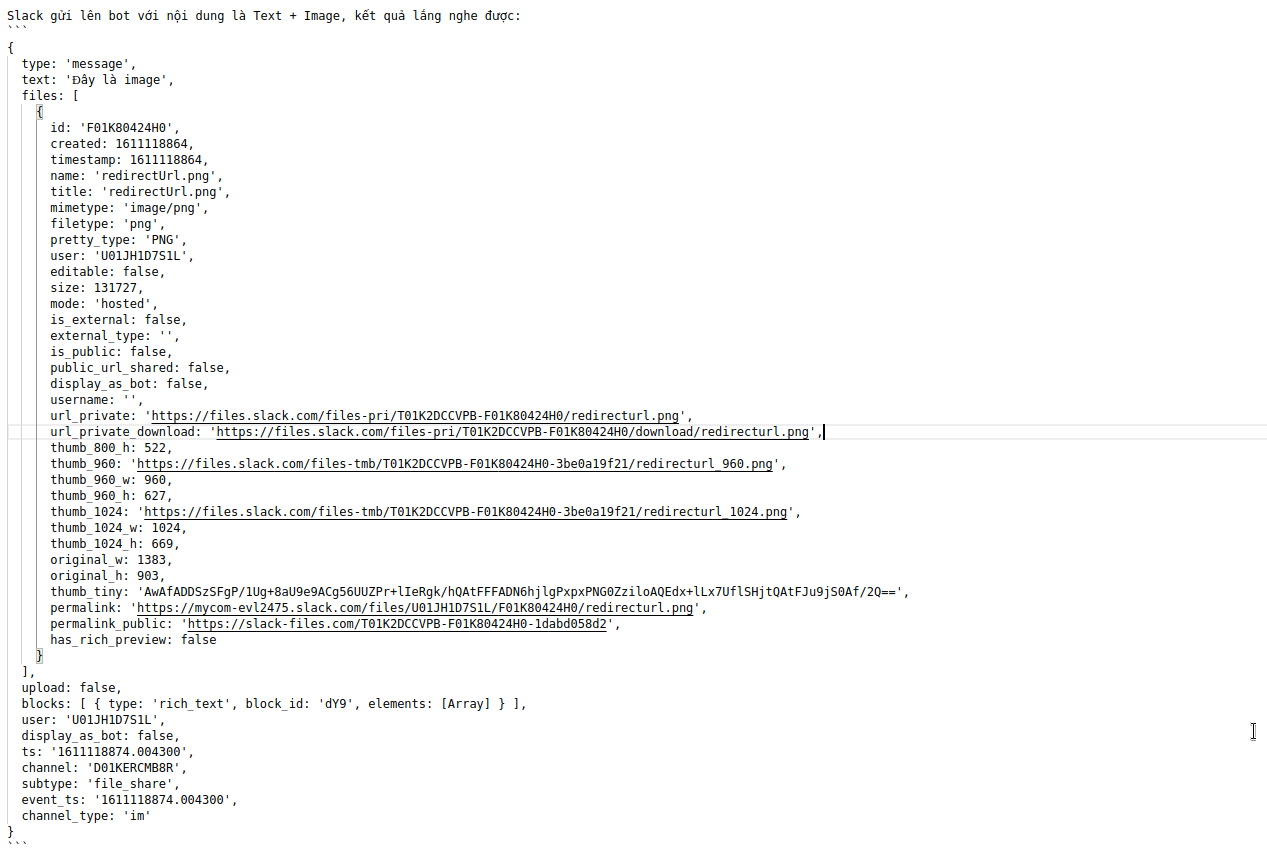 Slack gửi lên bot với nội dung là Text + Image, kết quả lắng nghe được:
```
{
  type: 'message',
  text: 'Đây là image',
  files: [
    {
      id: 'F01K80424H0',
      created: 1611118864,
      timestamp: 1611118864,
      name: 'redirectUrl.png',
      title: 'redirectUrl.png',
      mimetype: 'image/png',
      filetype: 'png',
      pretty_type: 'PNG',
      user: 'U01JH1D7S1L',
      editable: false,
      size: 131727,
      mode: 'hosted',
      is_external: false,
      external_type: '',
      is_public: false,
      public_url_shared: false,
      display_as_bot: false,
      username: '',
      url_private: 'https://files.slack.com/files-pri/T01K2DCCVPB-F01K80424H0/redirecturl.png',
      url_private_download: 'https://files.slack.com/files-pri/T01K2DCCVPB-F01K80424H0/download/redirecturl.png',
      thumb_800_h: 522,
      thumb_960: 'https://files.slack.com/files-tmb/T01K2DCCVPB-F01K80424H0-3be0a19f21/redirecturl_960.png',
      thumb_960_w: 960,
      thumb_960_h: 627,
      thumb_1024: 'https://files.slack.com/files-tmb/T01K2DCCVPB-F01K80424H0-3be0a19f21/redirecturl_1024.png',
      thumb_1024_w: 1024,
      thumb_1024_h: 669,
      original_w: 1383,
      original_h: 903,
      thumb_tiny: 'AwAfADDSzSFgP/1Ug+8aU9e9ACg56UUZPr+lIeRgk/hQAtFFFADN6hjlgPxpxPNG0ZziloAQEdx+lLx7UflSHjtQAtFJu9jS0Af/2Q==',
      permalink: 'https://mycom-evl2475.slack.com/files/U01JH1D7S1L/F01K80424H0/redirecturl.png',
      permalink_public: 'https://slack-files.com/T01K2DCCVPB-F01K80424H0-1dabd058d2',
      has_rich_preview: false
    }
  ],
  upload: false,
  blocks: [ { type: 'rich_text', block_id: 'dY9', elements: [Array] } ],
  user: 'U01JH1D7S1L',
  display_as_bot: false,
  ts: '1611118874.004300',
  channel: 'D01KERCMB8R',
  subtype: 'file_share',
  event_ts: '1611118874.004300',
  channel_type: 'im'
}
```